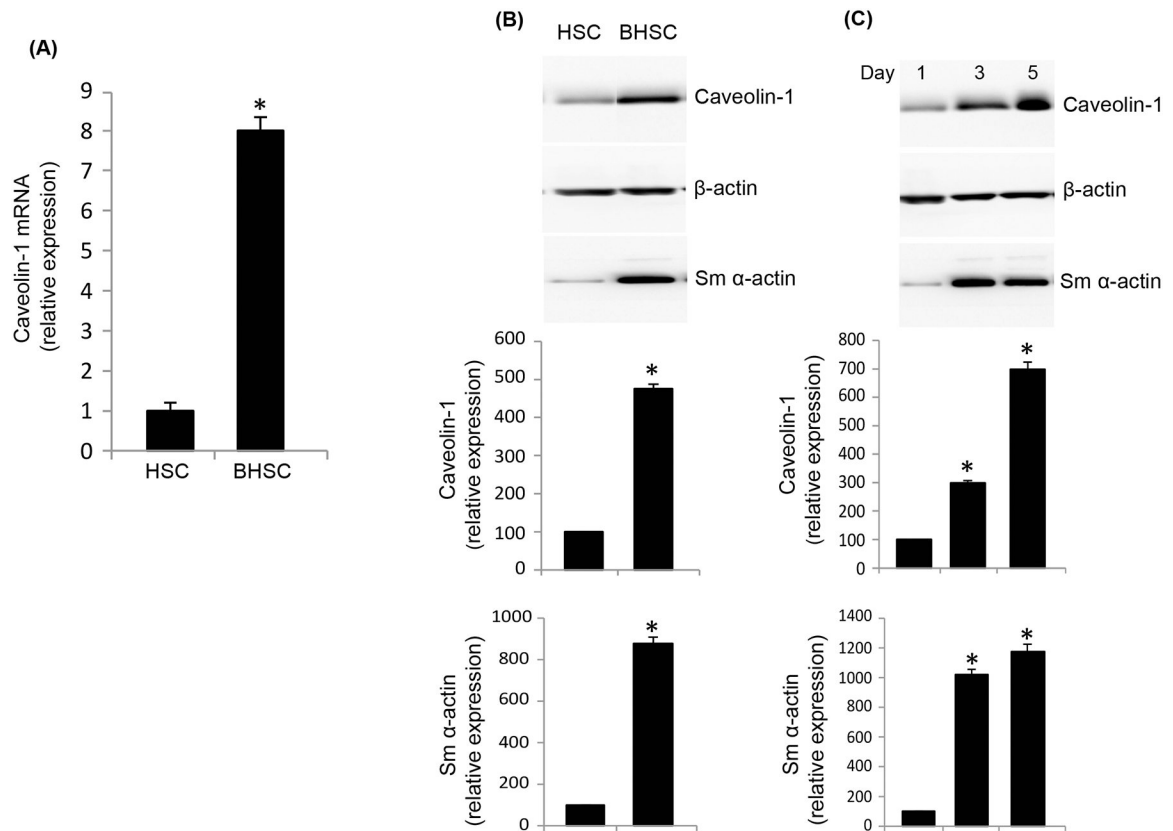 (A)
Caveolin-1 mRNA
(relative expression)
9
8
7
6
5
4
3
2
1
0
*
HSC BHSC
(B)
HSC BHSC
Caveolin-1
β-actin
Sm α-actin
Caveolin-1
(relative expression)
600
500
400
300
200
100
0
*
Sm α-actin
(relative expression)
1000
800
600
400
200
0
*
(C)
Day 1 3 5
Caveolin-1
β-actin
Sm α-actin
Caveolin-1
(relative expression)
800
700
600
500
400
300
200
100
0
*
*
Sm α-actin
(relative expression)
1400
1200
1000
800
600
400
200
0
*
*